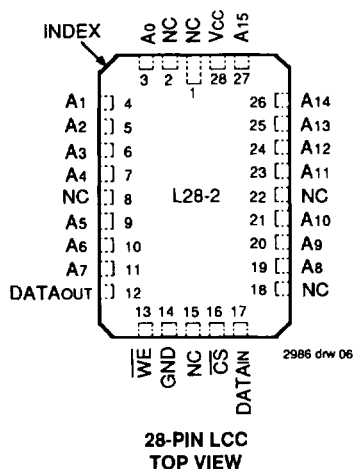 INDEX
A0 NC NC VCC A15
3 2 1 28 27
A1 4 26 A14
A2 5 25 A13
A3 6 24 A12
A4 7 23 A11
NC 8 L28-2 22 NC
A5 9 21 A10
A6 10 20 A9
A7 11 19 A8
DATAOUT 12 18 NC
13 14 15 16 17
WE GND NC CS DATAIN
2986 drw 06
28-PIN LCC
TOP VIEW